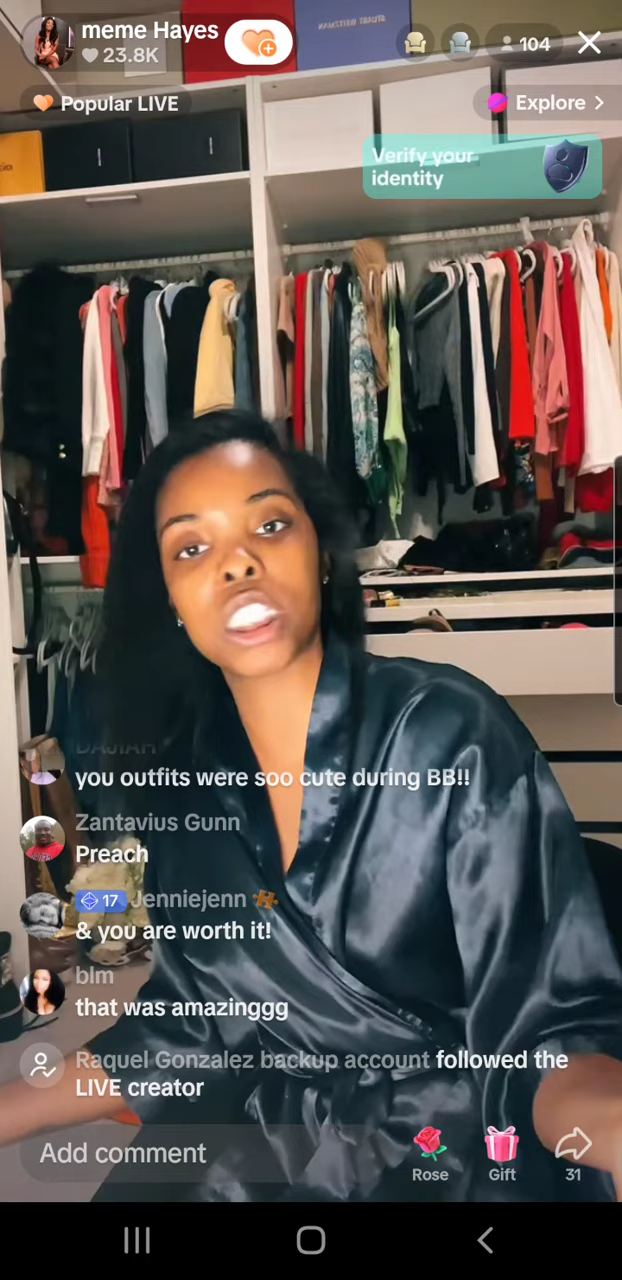 meme Hayes
23.8K
104
Popular LIVE
Explore
Verify your
identity
you outfits were soo cute during BB!!
Zantavius Gunn
Preach
17 Jenniejenn
& you are worth it!
blm
that was amazinggg
Raquel Gonzalez backup account followed the
LIVE creator
Add comment
Rose
Gift
31